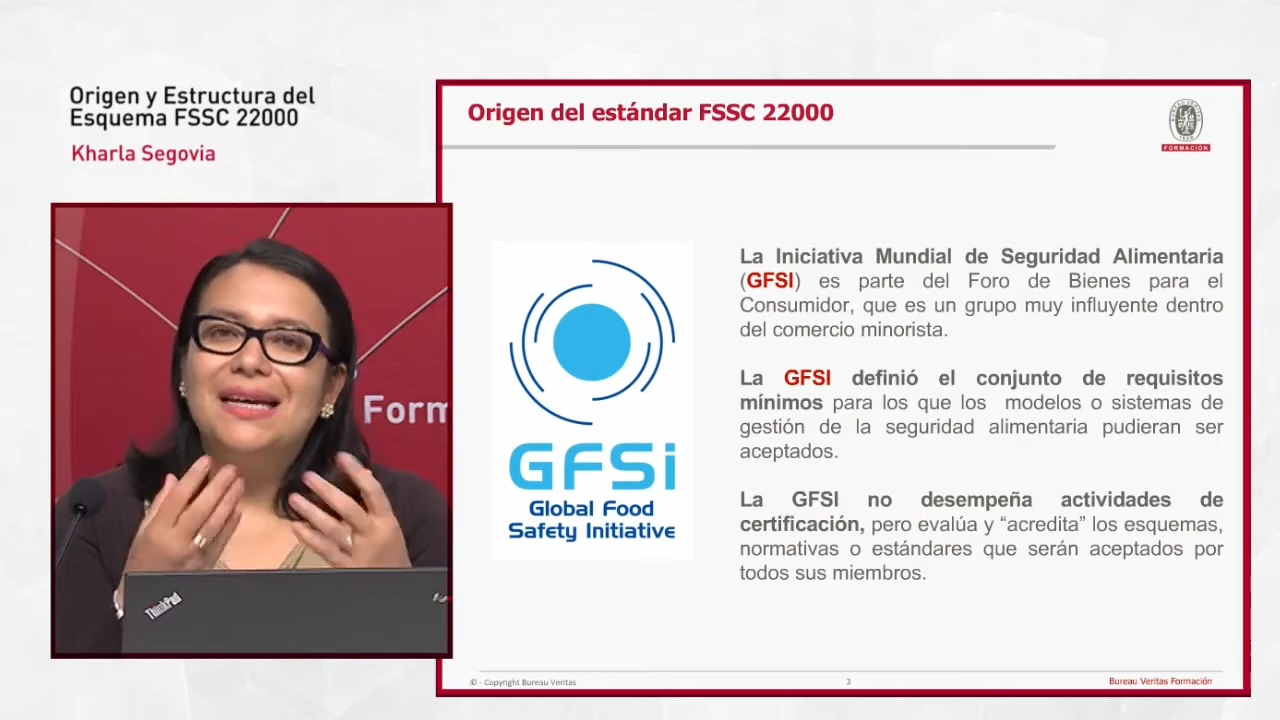 Origen y Estructura del
Esquema FSSC 22000
Kharla Segovia
Form
ThinkPad
Origen del estándar FSSC 22000
FORMACIÓN
GFSi
Global Food
Safety Initiative
La Iniciativa Mundial de Seguridad Alimentaria
(GFSI) es parte del Foro de Bienes para el
Consumidor, que es un grupo muy influyente dentro
del comercio minorista.
La GFSI definió el conjunto de requisitos
mínimos para los que los modelos o sistemas de
gestión de la seguridad alimentaria pudieran ser
aceptados.
La GFSI no desempeña actividades de
certificación, pero evalúa y “acredita” los esquemas,
normativas o estándares que serán aceptados por
todos sus miembros.
© - Copyright Bureau Veritas
3
Bureau Veritas Formación